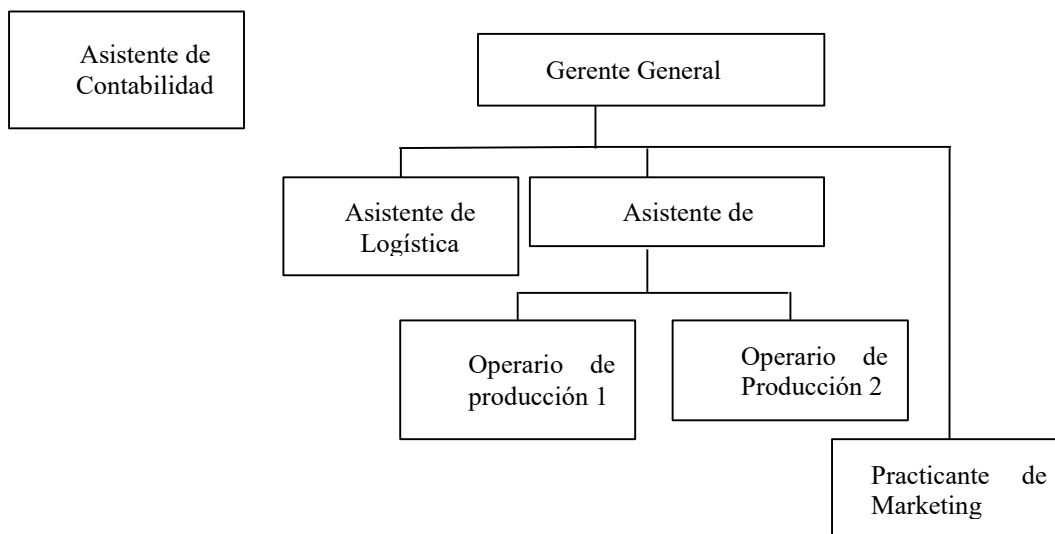 Asistente de
Contabilidad
Gerente General
Asistente de
Logística
Asistente de
Operario de
producción 1
Operario de
Producción 2
Practicante de
Marketing